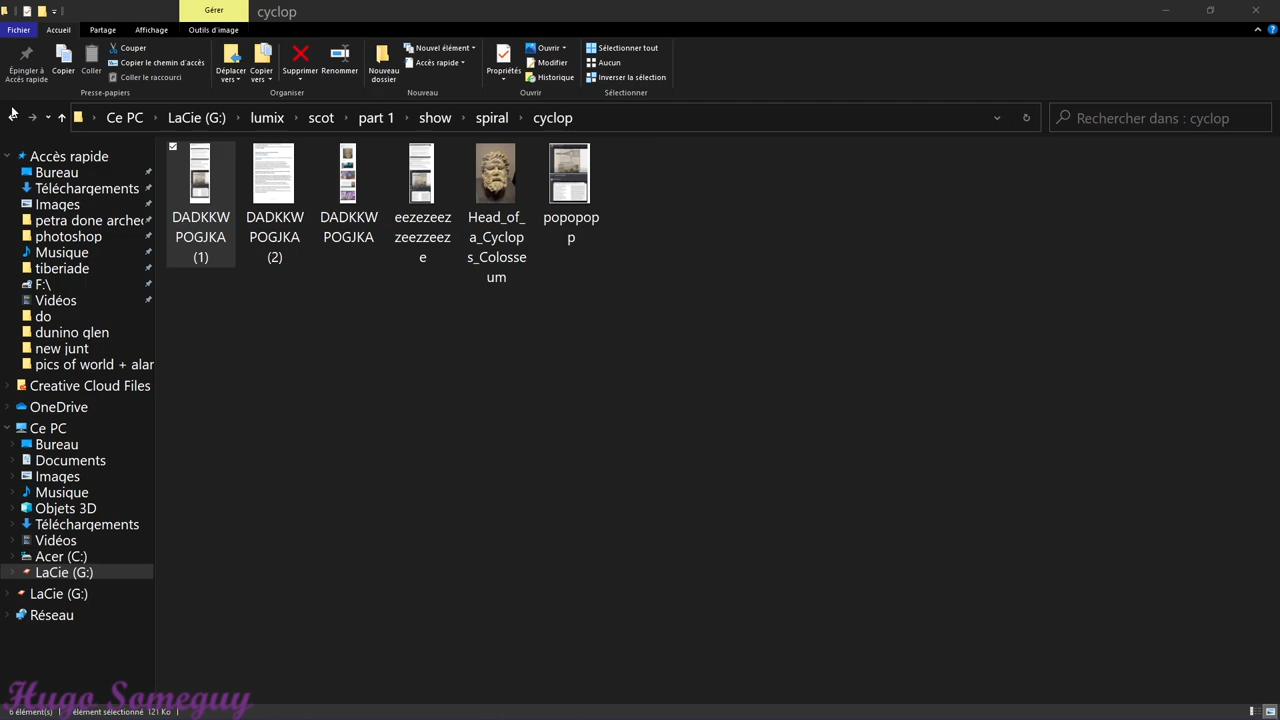 Gérer
cyclop
Fichier
Accueil
Partage
Affichage
Outils d'image
Épingler à
Accès rapide
Copier
Coller
Couper
Copier le chemin d'accès
Coller le raccourci
Presse-papiers
Déplacer
vers
Copier
vers
Supprimer
Renommer
Organiser
Nouveau
dossier
Nouvel élément
Accès rapide
Nouveau
Propriétés
Ouvrir
Modifier
Historique
Ouvrir
Sélectionner tout
Aucun
Inverser la sélection
Sélectionner
Ce PC
LaCie (G:)
lumix
scot
part 1
show
spiral
cyclop
Rechercher dans : cyclop
Accès rapide
Bureau
Téléchargements
Images
petra done archec
photoshop
Musique
tiberiade
F:\
Vidéos
do
dunino glen
new junt
pics of world + alar
Creative Cloud Files
OneDrive
Ce PC
Bureau
Documents
Images
Musique
Objets 3D
Téléchargements
Vidéos
Acer (C:)
LaCie (G:)
LaCie (G:)
Réseau
DADKKW
POGJKA
(1)
DADKKW
POGJKA
(2)
DADKKW
POGJKA
eezezeez
zeezzeez
e
Head_of_
a_Cyclop
s_Colosse
um
popopop
p
Hugo Someguy
6 élément(s)
élément sélectionné 121 Ko